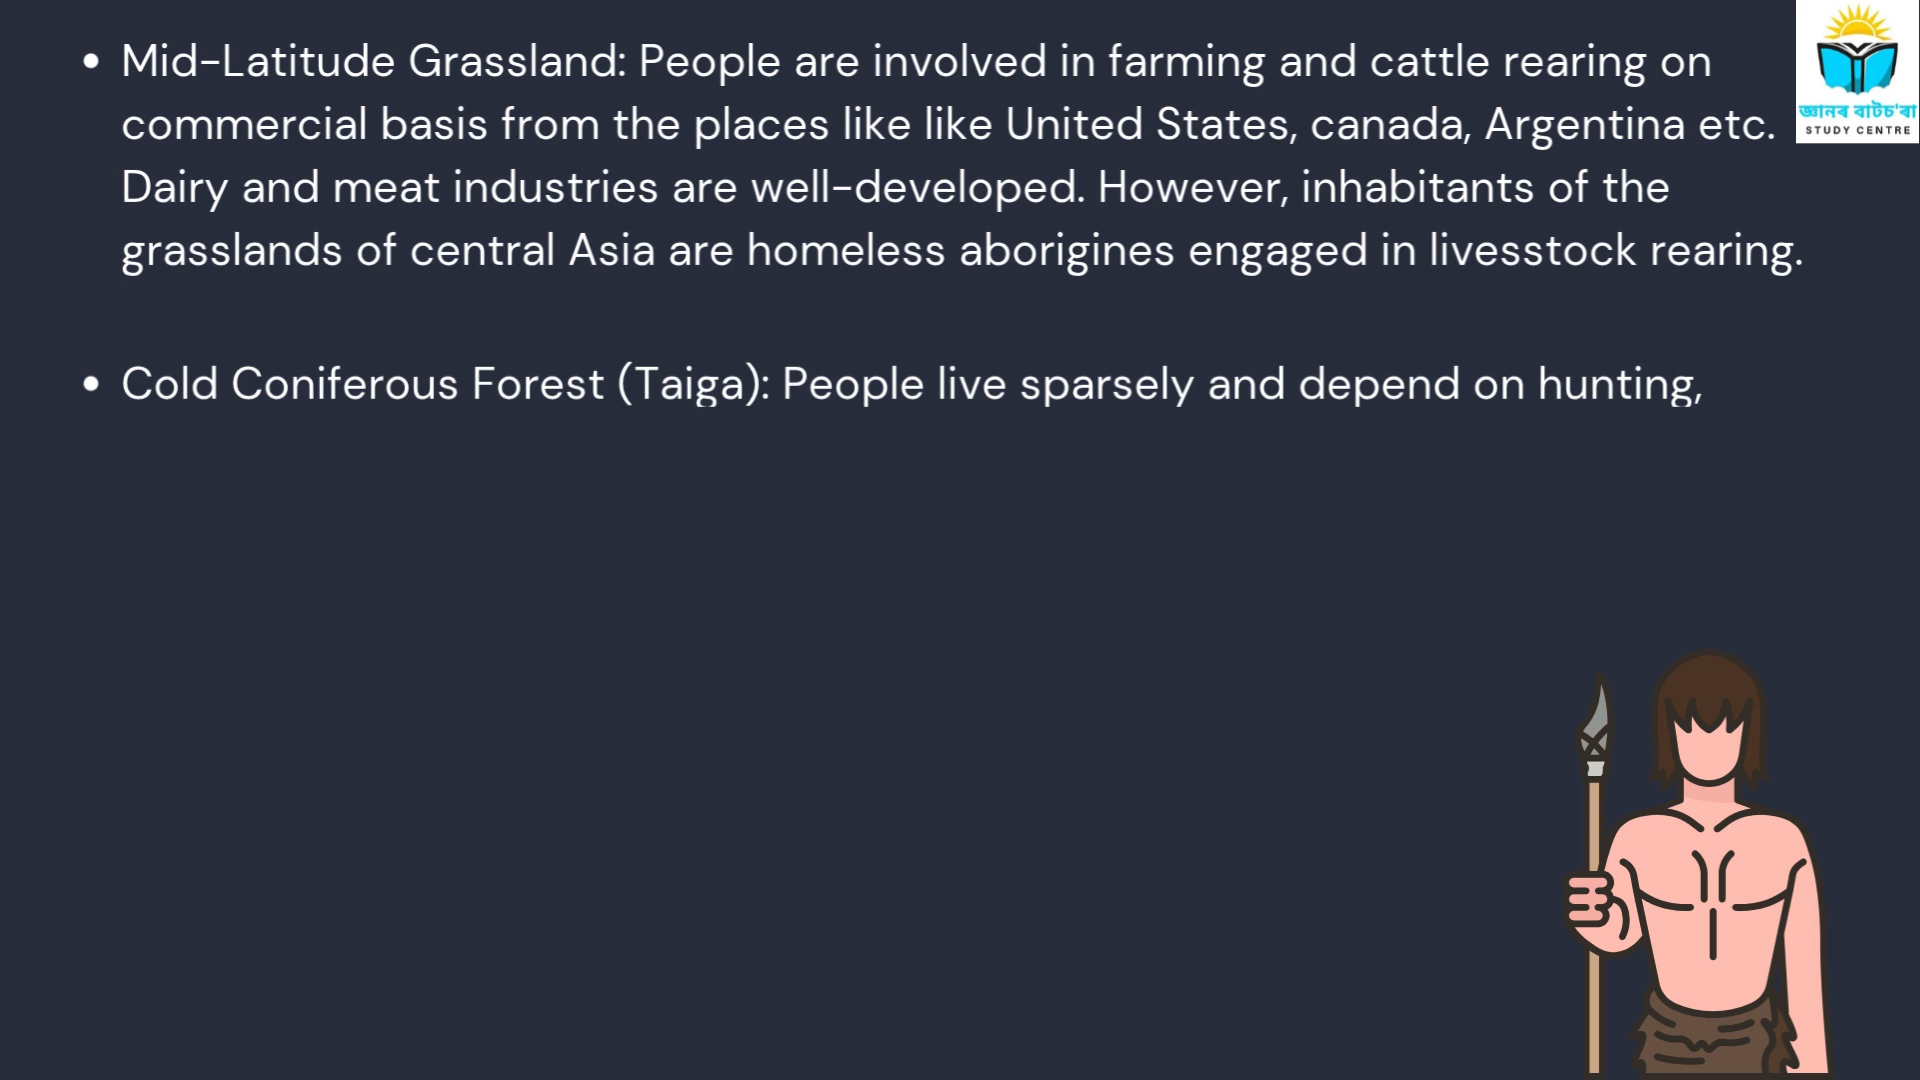 • Mid-Latitude Grassland: People are involved in farming and cattle rearing on
commercial basis from the places like like United States, canada, Argentina etc.
Dairy and meat industries are well-developed. However, inhabitants of the
grasslands of central Asia are homeless aborigines engaged in livesstock rearing.
• Cold Coniferous Forest (Taiga): People live sparsely and depend on hunting,
জ্ঞানৰ বাটচ'ৰা
STUDY CENTRE